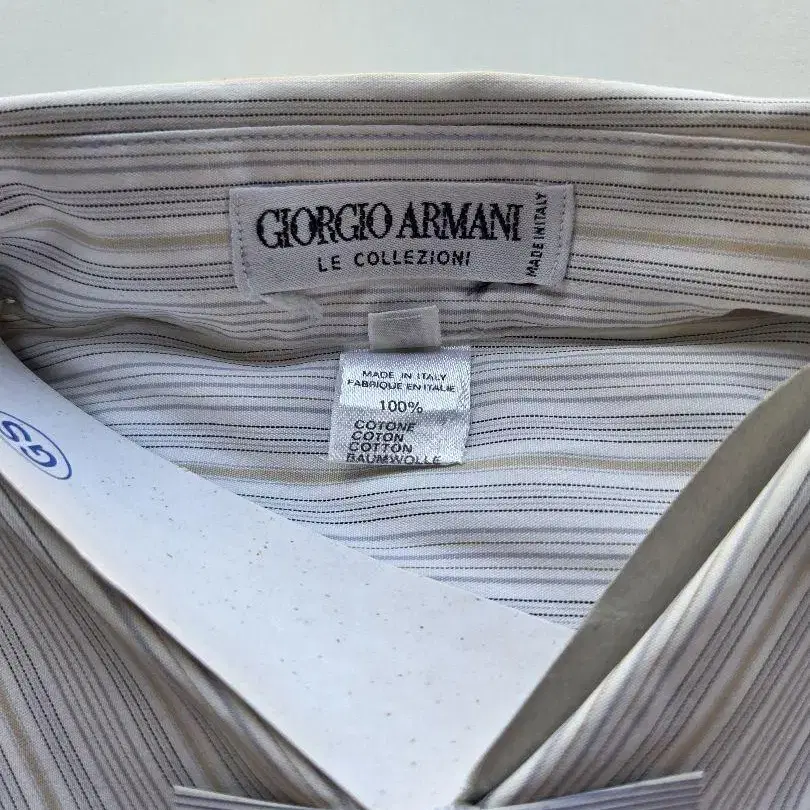 GIORGIO ARMANI
LE COLLEZIONI
MADE IN ITALY
MADE IN ITALY
FABRIQUE EN ITALIE
100%
COTONE
COTON
COTTON
BAUMWOLLE
GS